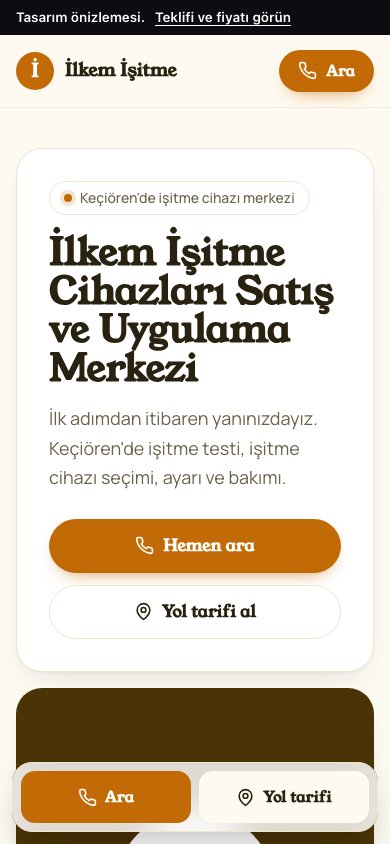 Tasarım önizlemesi. Teklifi ve fiyatı görün
İ İlkem İşitme
Ara
Keçiören'de işitme cihazı merkezi
İlkem İşitme
Cihazları Satış
ve Uygulama
Merkezi
İlk adımdan itibaren yanınızdayız.
Keçiören'de işitme testi, işitme
cihazı seçimi, ayarı ve bakımı.
Hemen ara
Yol tarifi al
Ara
Yol tarifi